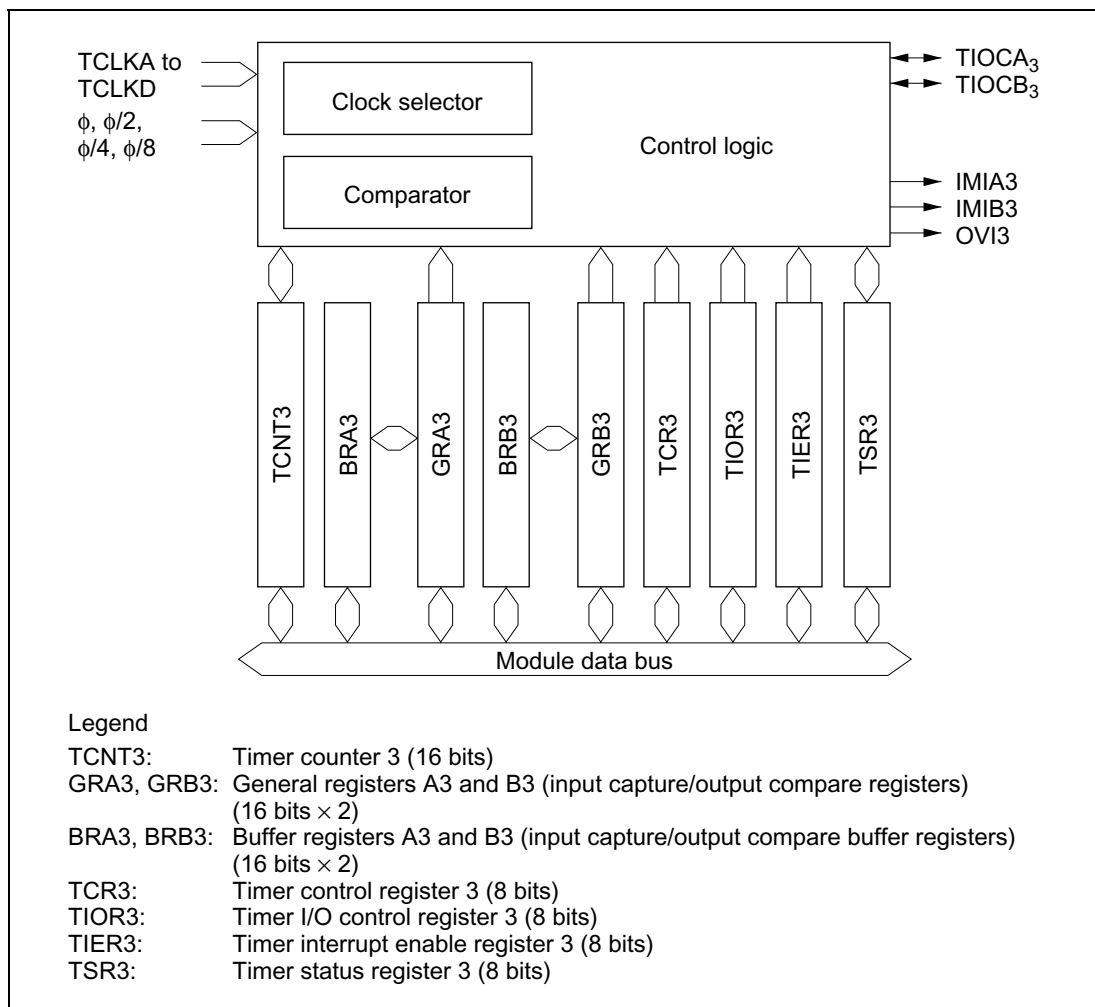 TCLKA to
TCLKD
ϕ, ϕ/2,
ϕ/4, ϕ/8
Clock selector
Comparator
Control logic
TIOCA₃
TIOCB₃
IMIA3
IMIB3
OVI3
TCNT3
BRA3
GRA3
BRB3
GRB3
TCR3
TIOR3
TIER3
TSR3
Module data bus
Legend
TCNT3: Timer counter 3 (16 bits)
GRA3, GRB3: General registers A3 and B3 (input capture/output compare registers)
(16 bits × 2)
BRA3, BRB3: Buffer registers A3 and B3 (input capture/output compare buffer registers)
(16 bits × 2)
TCR3: Timer control register 3 (8 bits)
TIOR3: Timer I/O control register 3 (8 bits)
TIER3: Timer interrupt enable register 3 (8 bits)
TSR3: Timer status register 3 (8 bits)